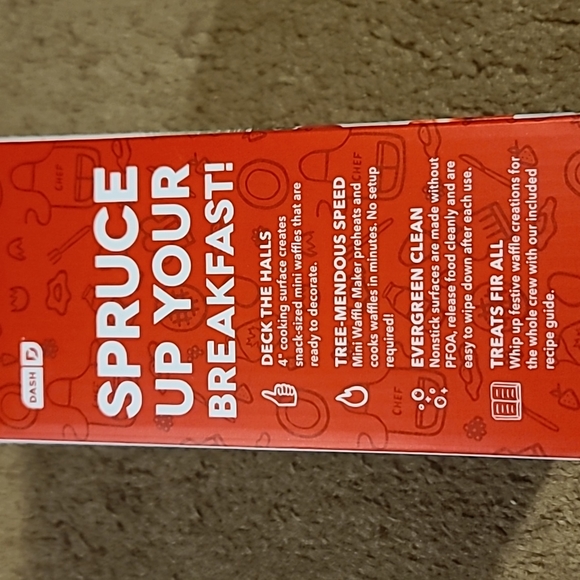 DASH
SPRUCE
UP YOUR
BREAKFAST!
DECK THE HALLS
4" cooking surface creates
snack-sized mini waffles that are
ready to decorate.
TREE-MENDOUS SPEED
Mini Waffle Maker preheats and
cooks waffles in minutes. No setup
required!
EVERGREEN CLEAN
Nonstick surfaces are made without
PFOA, release food cleanly and are
easy to wipe down after each use.
TREATS FIR ALL
Whip up festive waffle creations for
the whole crew with our included
recipe guide.
CHEF
CHEF
CHEF